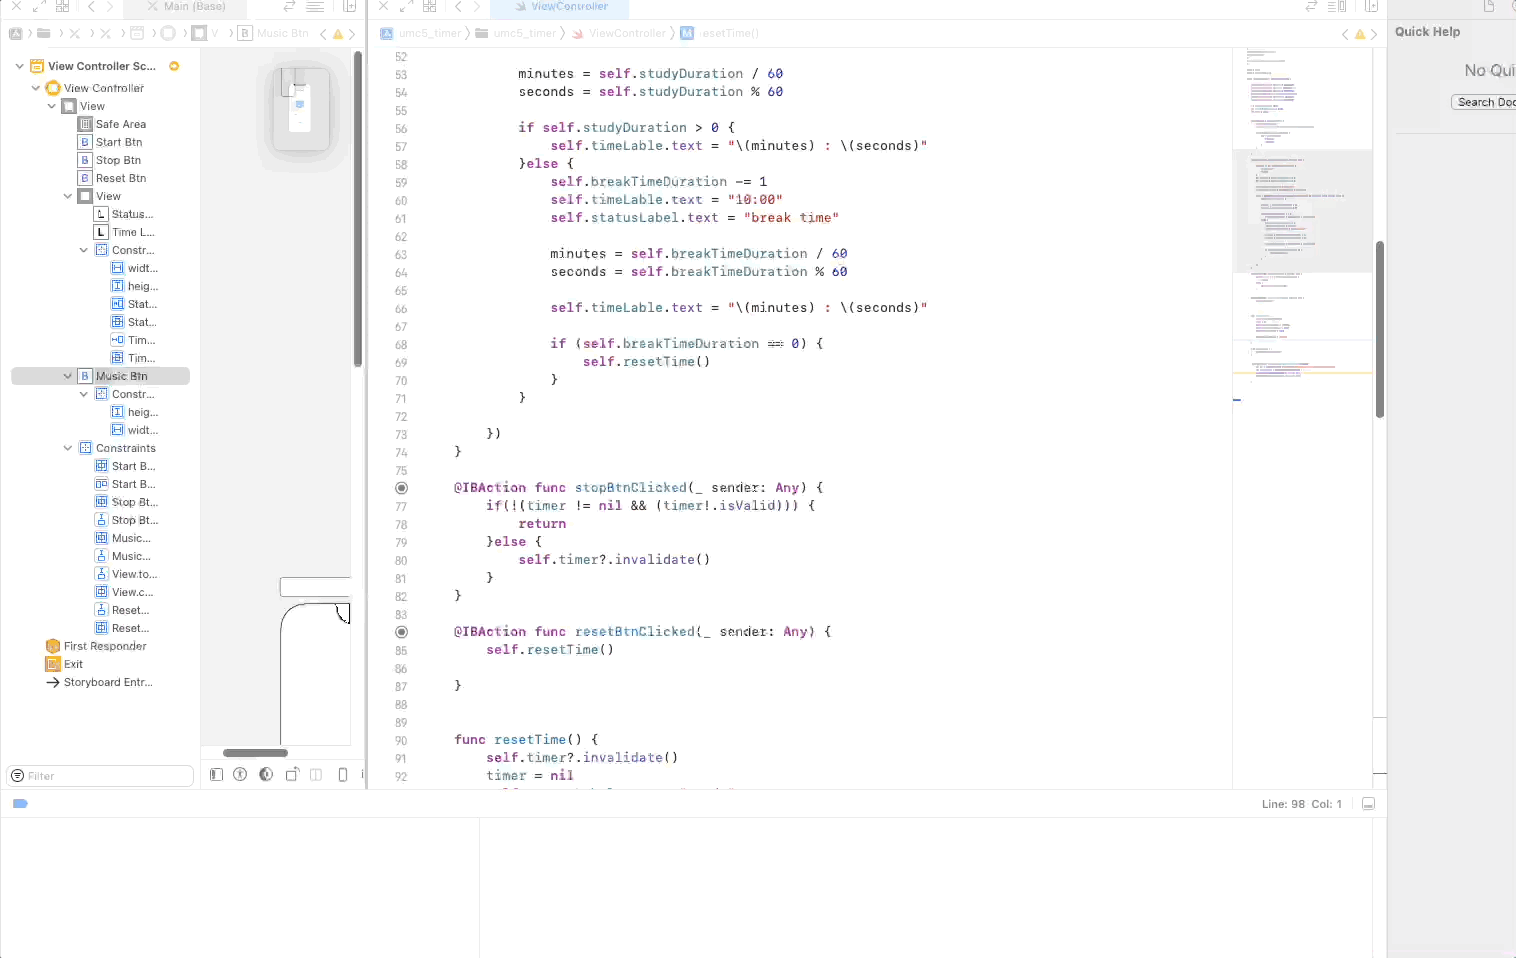 Main (Base)
ViewController
V
B Music Btn
umc5_timer
umc5_timer
ViewController
M resetTime()
Quick Help
No Qui
Search Doc
View Controller Sc...
View Controller
View
Safe Area
B Start Btn
B Stop Btn
B Reset Btn
View
L Status...
L Time L...
Constr...
widt...
heig...
Stat...
Stat...
Tim...
Tim...
B Music Btn
Constr...
heig...
widt...
Constraints
Start B...
Start B...
Stop Bt...
Stop Bt...
Music...
Music...
View.to...
View.c...
Reset...
Reset...
First Responder
Exit
Storyboard Entr...
Filter
52
53 minutes = self.studyDuration / 60
54 seconds = self.studyDuration % 60
55
56 if self.studyDuration > 0 {
57 self.timeLable.text = "\(minutes) : \(seconds)"
58 }else {
59 self.breakTimeDuration -= 1
60 self.timeLable.text = "10:00"
61 self.statusLabel.text = "break time"
62
63 minutes = self.breakTimeDuration / 60
64 seconds = self.breakTimeDuration % 60
65
66 self.timeLable.text = "\(minutes) : \(seconds)"
67
68 if (self.breakTimeDuration == 0) {
69 self.resetTime()
70 }
71 }
72
73 })
74 }
75
@IBAction func stopBtnClicked(_ sender: Any) {
77 if(!(timer != nil && (timer!.isValid))) {
78 return
79 }else {
80 self.timer?.invalidate()
81 }
82 }
83
@IBAction func resetBtnClicked(_ sender: Any) {
85 self.resetTime()
86
87 }
88
89
90 func resetTime() {
91 self.timer?.invalidate()
92 timer = nil
Line: 98 Col: 1